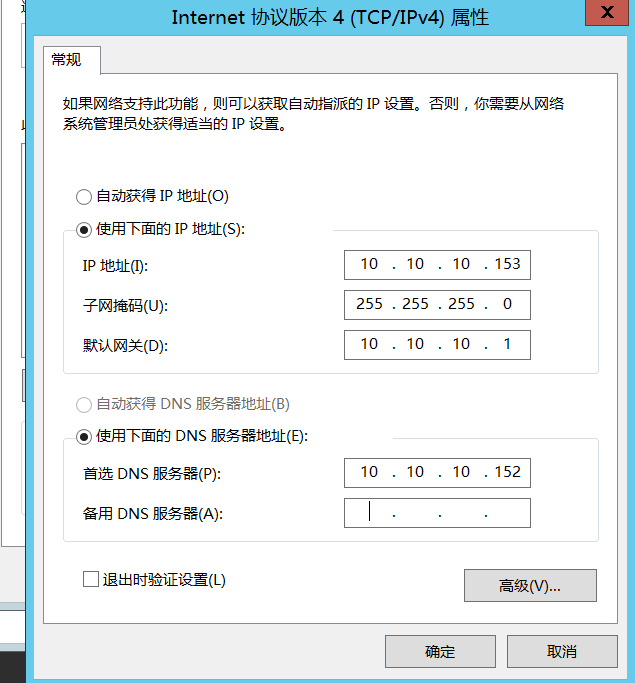 Internet 协议版本 4 (TCP/IPv4) 属性
X
常规
如果网络支持此功能，则可以获取自动指派的 IP 设置。否则，你需要从网络
系统管理员处获得适当的 IP 设置。
自动获得 IP 地址(O)
使用下面的 IP 地址(S):
IP 地址(I): 10 . 10 . 10 . 153
子网掩码(U): 255 . 255 . 255 . 0
默认网关(D): 10 . 10 . 10 . 1
自动获得 DNS 服务器地址(B)
使用下面的 DNS 服务器地址(E):
首选 DNS 服务器(P): 10 . 10 . 10 . 152
备用 DNS 服务器(A): . . .
退出时验证设置(L)
高级(V)...
确定 取消